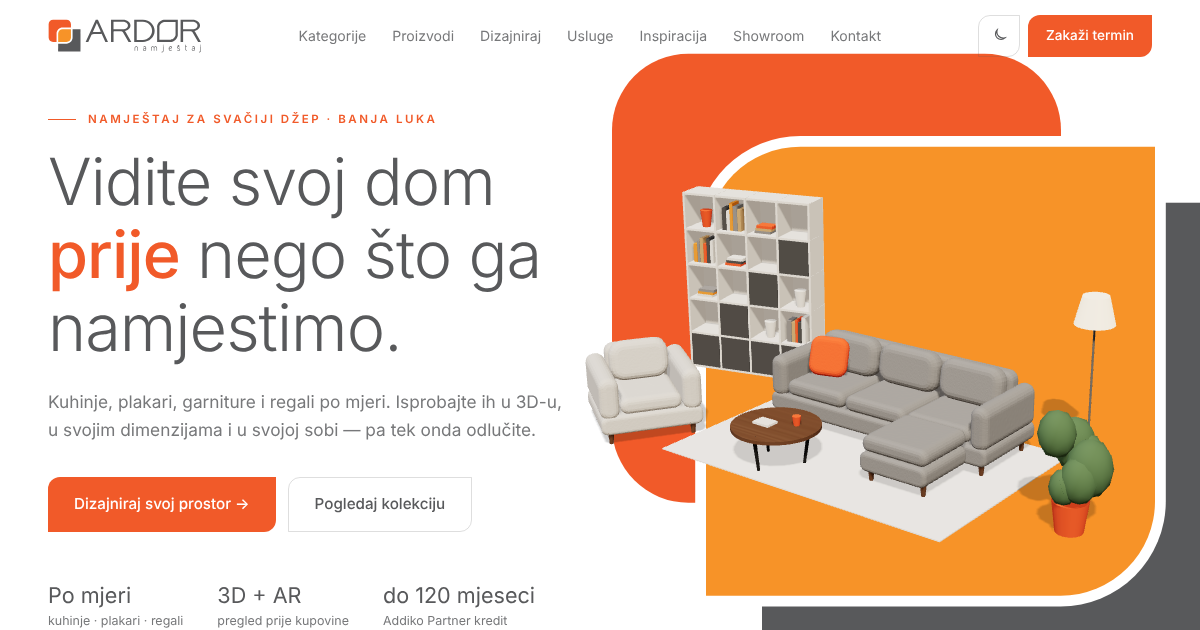 ARDOR
namještaj
Kategorije Proizvodi Dizajniraj Usluge Inspiracija Showroom Kontakt
Zakaži termin
NAMJEŠTAJ ZA SVAČIJI DŽEP · BANJA LUKA
Vidite svoj dom
prije nego što ga
namjestimo.
Kuhinje, plakari, garniture i regali po mjeri. Isprobajte ih u 3D-u,
u svojim dimenzijama i u svojoj sobi — pa tek onda odlučite.
Dizajniraj svoj prostor →
Pogledaj kolekciju
Po mjeri
kuhinje · plakari · regali
3D + AR
pregled prije kupovine
do 120 mjeseci
Addiko Partner kredit